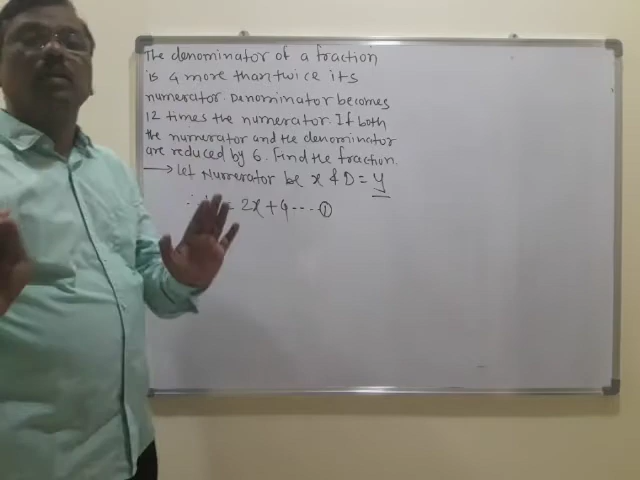 The denominator of a fraction
is 4 more than twice its
numerator. Denominator becomes
12 times the numerator. If both
the numerator and the denominator
are reduced by 6. Find the fraction.
→ Let Numerator be x & D = y
∴ = 2x + 4 --- ①